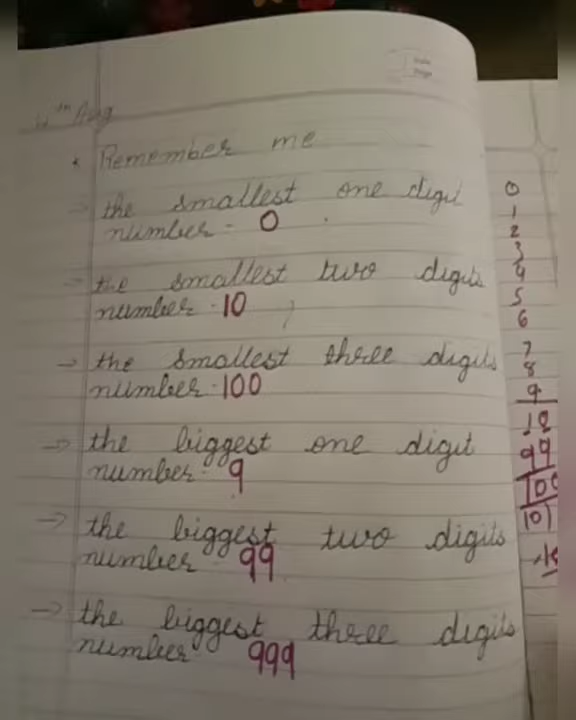 4th Aug
* Remember me
→ the smallest one digit
number - 0
→ the smallest two digits
number - 10
→ the smallest three digits
number - 100
→ the biggest one digit
number - 9
→ the biggest two digits
number 99
→ the biggest three digits
number 999
0
1
2
3
4
5
6
7
8
9
99
101